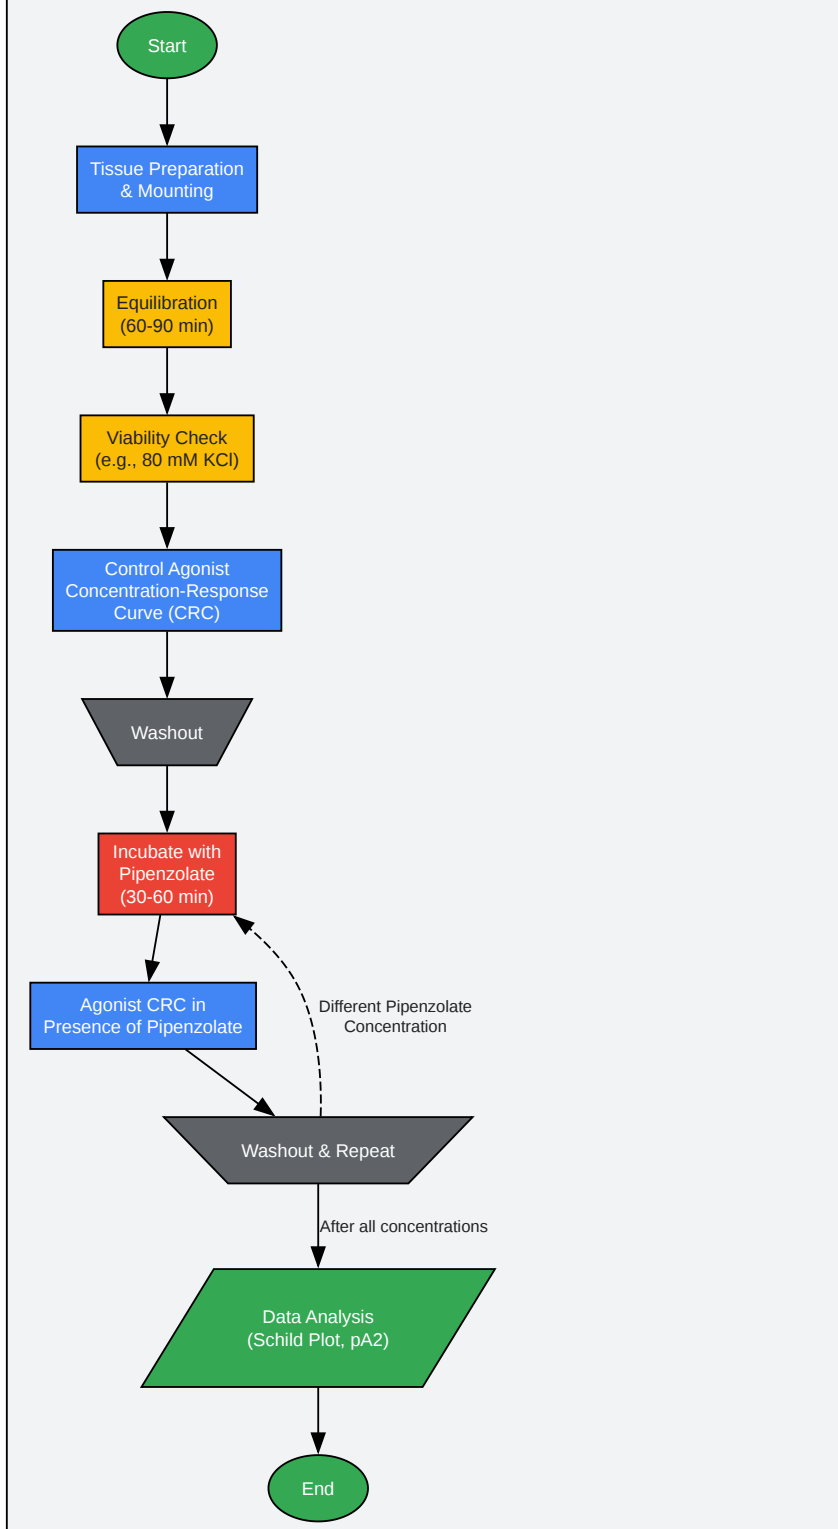 Start
Tissue Preparation
& Mounting
Equilibration
(60-90 min)
Viability Check
(e.g., 80 mM KCl)
Control Agonist
Concentration-Response
Curve (CRC)
Washout
Incubate with
Pipenzolate
(30-60 min)
Agonist CRC in
Presence of Pipenzolate
Different Pipenzolate
Concentration
Washout & Repeat
After all concentrations
Data Analysis
(Schild Plot, pA2)
End